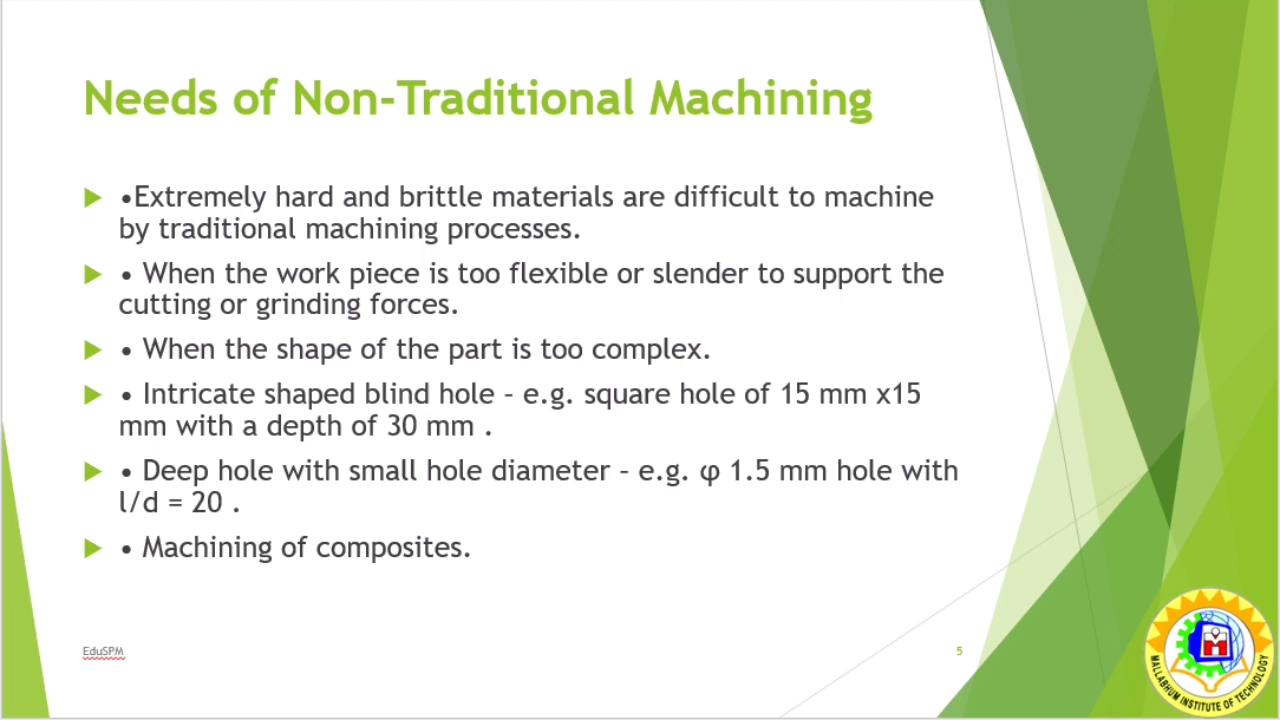 Needs of Non-Traditional Machining
•Extremely hard and brittle materials are difficult to machine
by traditional machining processes.
• When the work piece is too flexible or slender to support the
cutting or grinding forces.
• When the shape of the part is too complex.
• Intricate shaped blind hole – e.g. square hole of 15 mm x15
mm with a depth of 30 mm .
• Deep hole with small hole diameter – e.g. φ 1.5 mm hole with
l/d = 20 .
• Machining of composites.
EduSPM
5
MALLABHUM INSTITUTE OF TECHNOLOGY